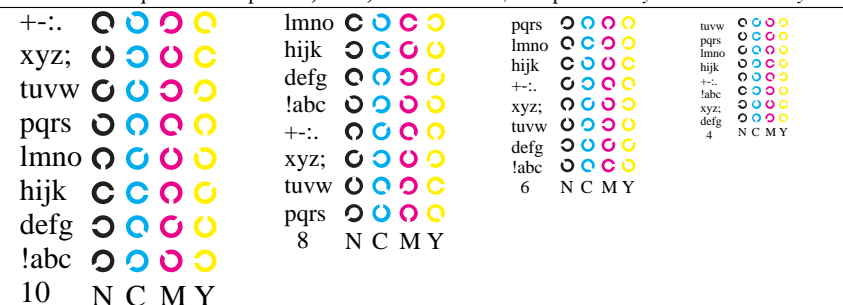 +-:.
xyz;
tuvw
pqrs
lmno
hijk
defg
!abc
10 N C M Y
lmno
hijk
defg
!abc
+-:.
xyz;
tuvw
pqrs
8 N C M Y
pqrs
lmno
hijk
+-:.
xyz;
tuvw
defg
!abc
6 N C M Y
tuvw
pqrs
lmno
hijk
+-:.
!abc
xyz;
defg
4 N C M Y